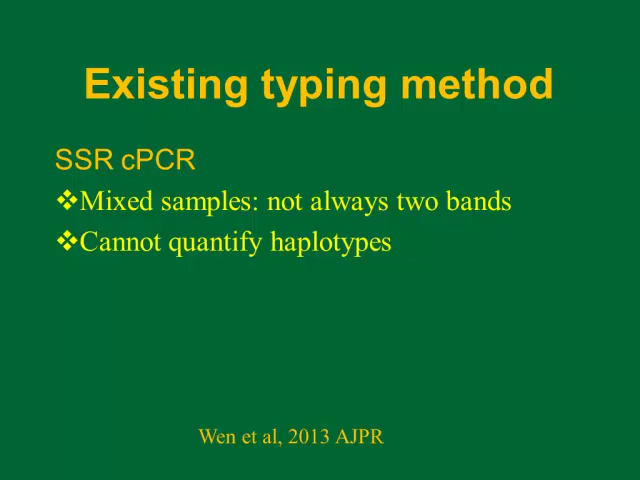 Existing typing method
SSR cPCR
❖Mixed samples: not always two bands
❖Cannot quantify haplotypes
Wen et al, 2013 AJPR